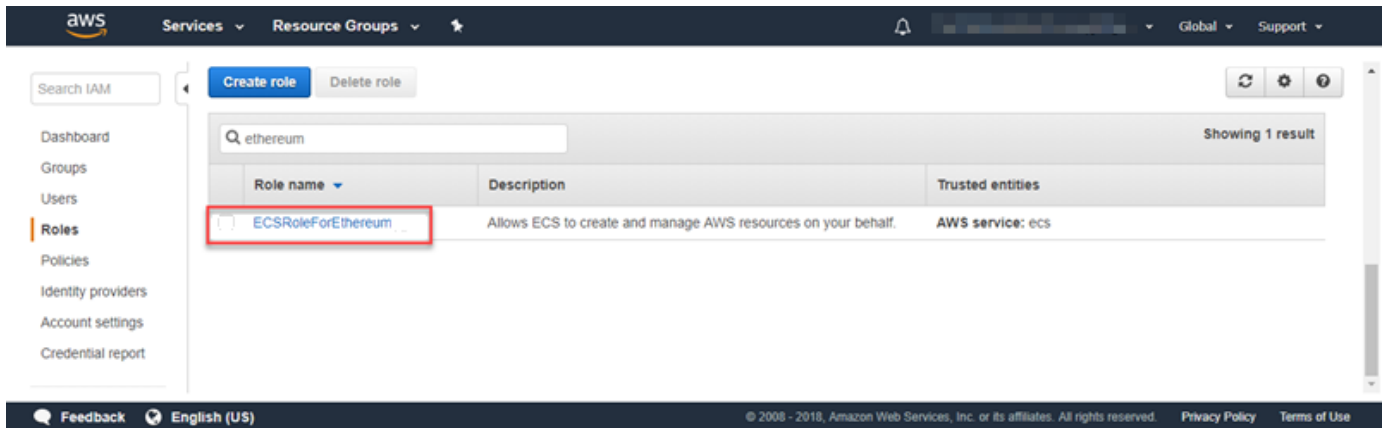 aws Services Resource Groups Global Support
Search IAM
Create role Delete role
Dashboard
Groups
Users
Roles
Policies
Identity providers
Account settings
Credential report
ethereum Showing 1 result
Role name Description Trusted entities
ECSRoleForEthereum Allows ECS to create and manage AWS resources on your behalf. AWS service: ecs
Feedback English (US) © 2008 - 2018, Amazon Web Services, Inc. or its affiliates. All rights reserved. Privacy Policy Terms of Use